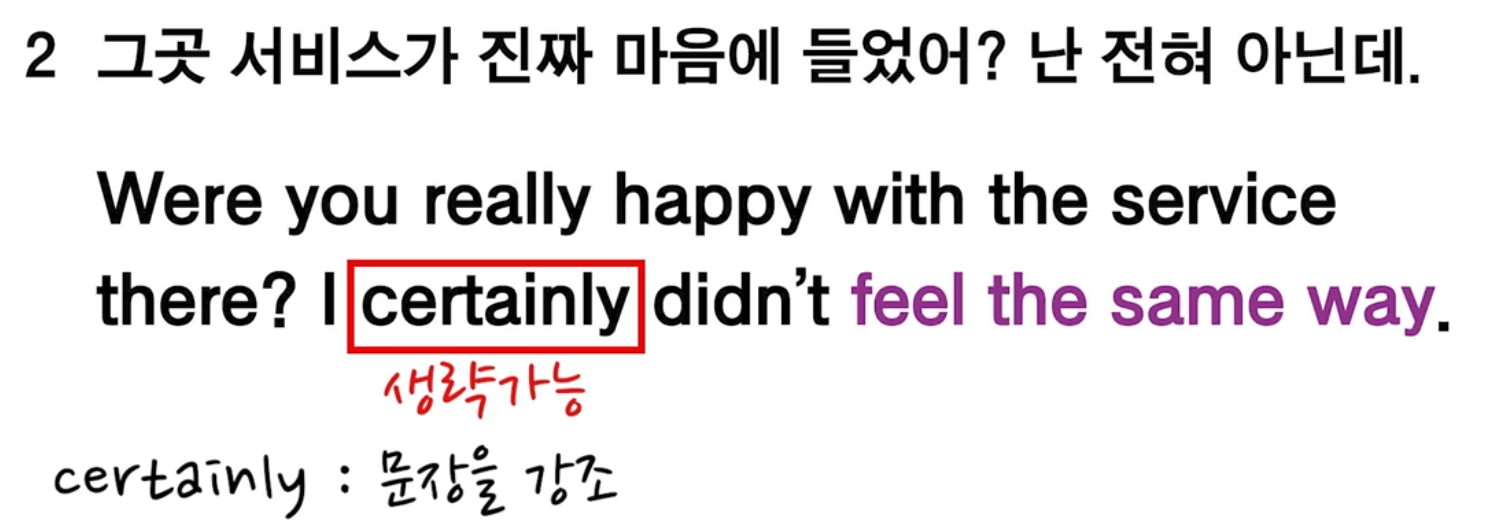 2 그곳 서비스가 진짜 마음에 들었어? 난 전혀 아닌데.
Were you really happy with the service
there? I certainly didn’t feel the same way.
생략가능
certainly : 문장을 강조